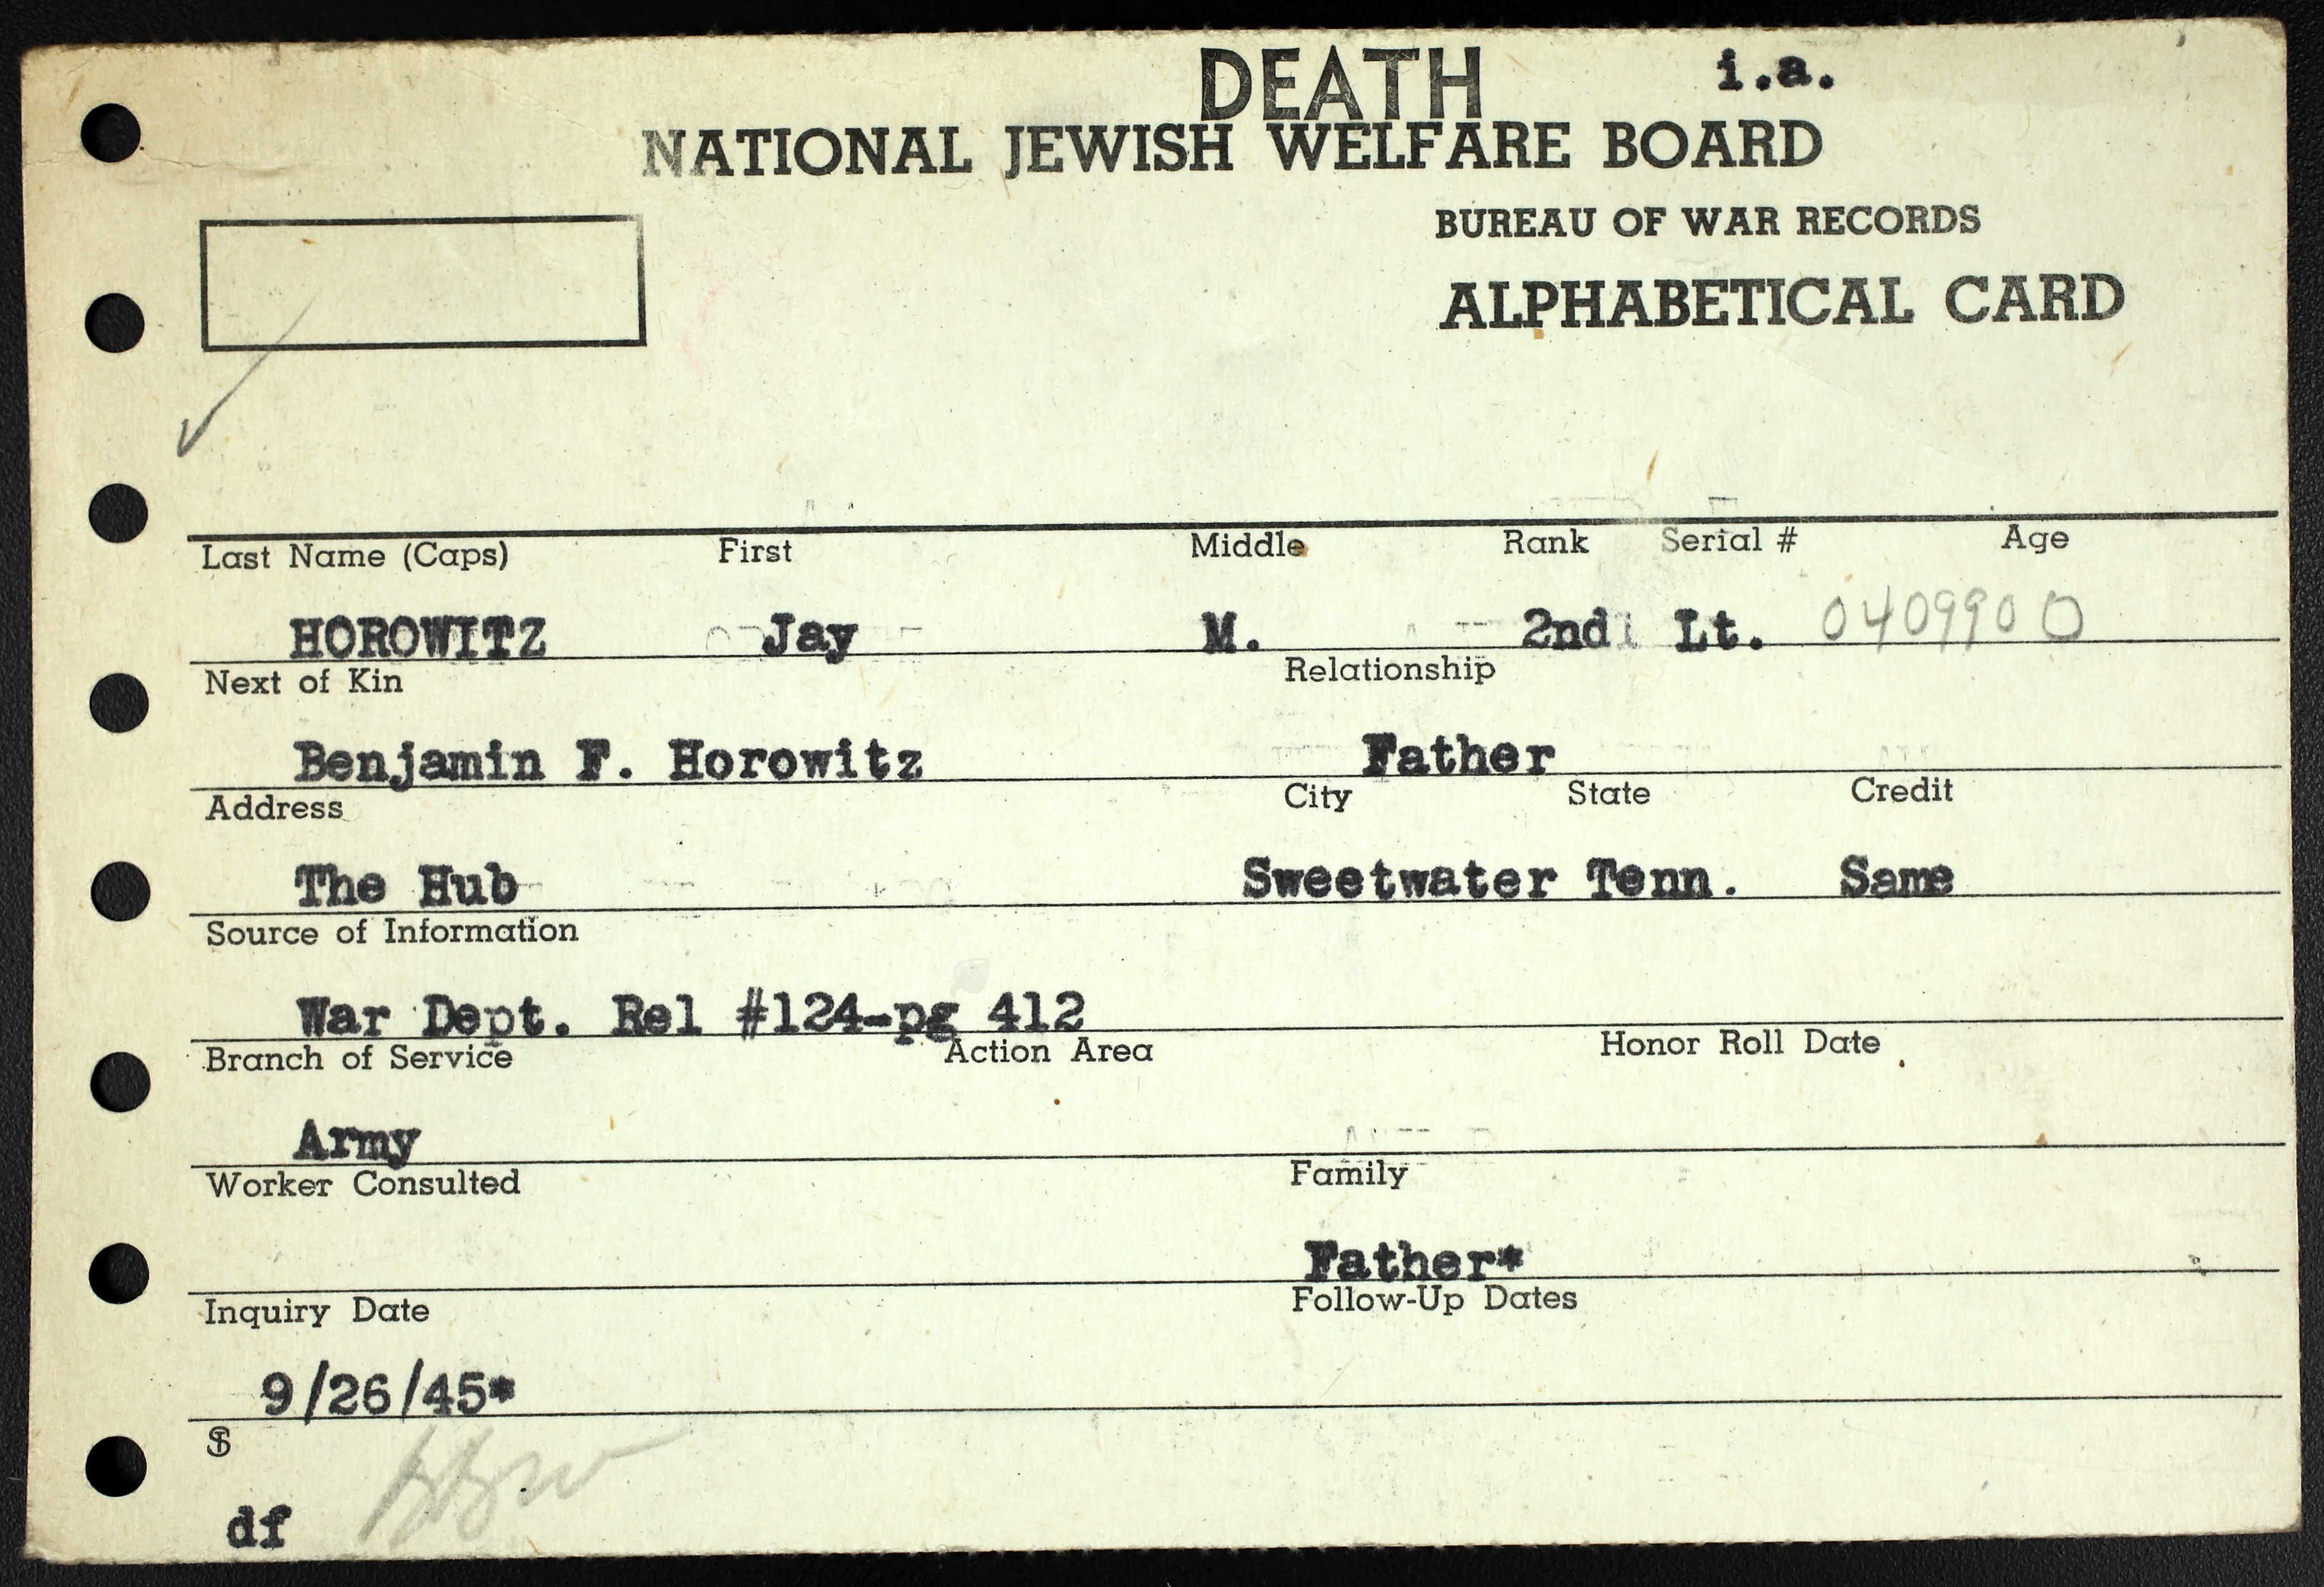 DEATH i.a.
NATIONAL JEWISH WELFARE BOARD
BUREAU OF WAR RECORDS
ALPHABETICAL CARD
Last Name (Caps) First Middle Rank Serial # Age
HOROWITZ Jay M. 2nd Lt. 0409900
Next of Kin Relationship
Benjamin F. Horowitz Father
Address City State Credit
The Hub Sweetwater Tenn. Same
Source of Information
War Dept. Rel #124-pg 412
Branch of Service Action Area Honor Roll Date
Army
Worker Consulted Family
Father*
Inquiry Date Follow-Up Dates
9/26/45*
$
df